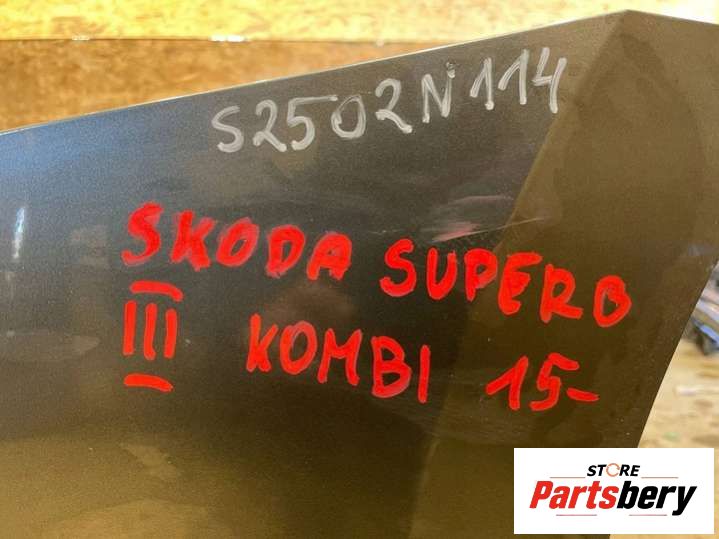 S2502N114
SKODA SUPERB
III KOMBI 15-
STORE
Partsbery